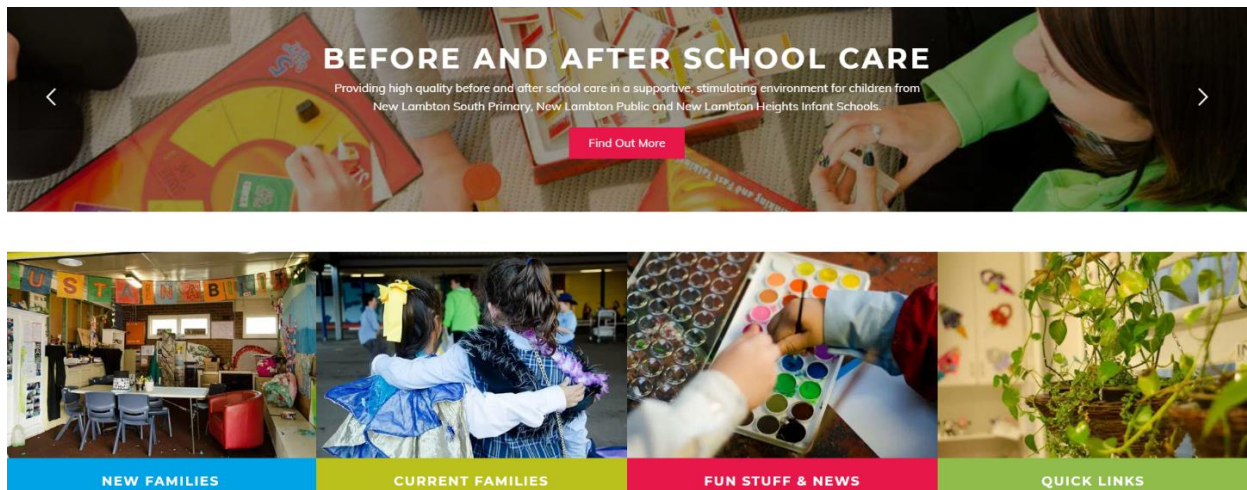 BEFORE AND AFTER SCHOOL CARE
Providing high quality before and after school care in a supportive, stimulating environment for children from
New Lambton South Primary, New Lambton Public and New Lambton Heights Infant Schools.
Find Out More
USTAINABILI
NEW FAMILIES
CURRENT FAMILIES
FUN STUFF & NEWS
QUICK LINKS